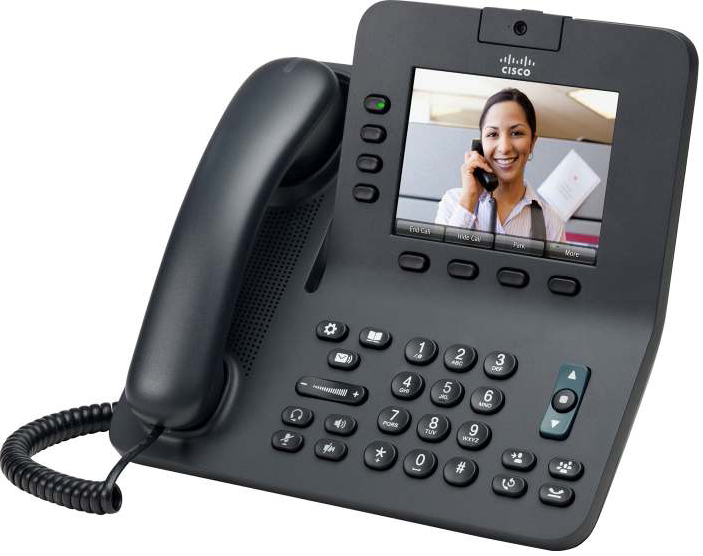 CISCO
End Call Hide Call Park More
1 2 ABC 3 DEF
4 GHI 5 JKL 6 MNO
7 PQRS 8 TUV 9 WXYZ
* 0 #
- +